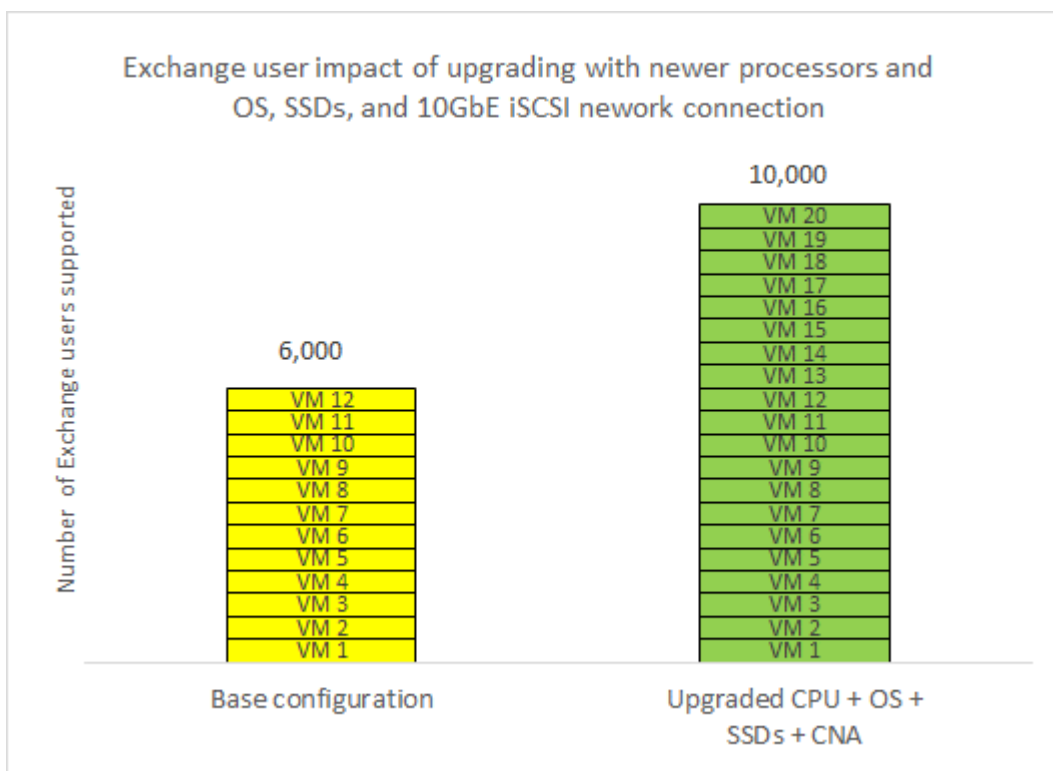 Exchange user impact of upgrading with newer processors and
OS, SSDs, and 10GbE iSCSI nework connection
Number of Exchange users supported
6,000
VM 12
VM 11
VM 10
VM 9
VM 8
VM 7
VM 6
VM 5
VM 4
VM 3
VM 2
VM 1
Base configuration
10,000
VM 20
VM 19
VM 18
VM 17
VM 16
VM 15
VM 14
VM 13
VM 12
VM 11
VM 10
VM 9
VM 8
VM 7
VM 6
VM 5
VM 4
VM 3
VM 2
VM 1
Upgraded CPU + OS +
SSDs + CNA